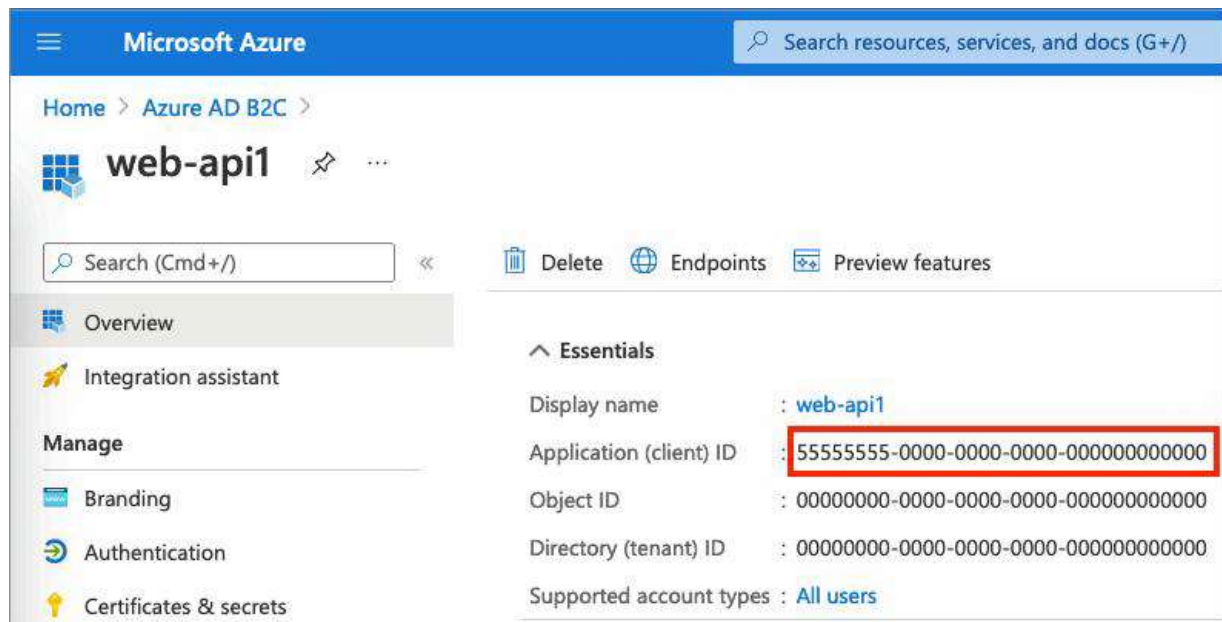 Microsoft Azure
Search resources, services, and docs (G+/)
Home > Azure AD B2C >
web-api1 ...
Search (Cmd+/) «
Delete Endpoints Preview features
Overview
Essentials
Integration assistant
Display name : web-api1
Manage
Application (client) ID : 55555555-0000-0000-0000-000000000000
Branding
Object ID : 00000000-0000-0000-0000-000000000000
Authentication
Directory (tenant) ID : 00000000-0000-0000-0000-000000000000
Certificates & secrets
Supported account types : All users